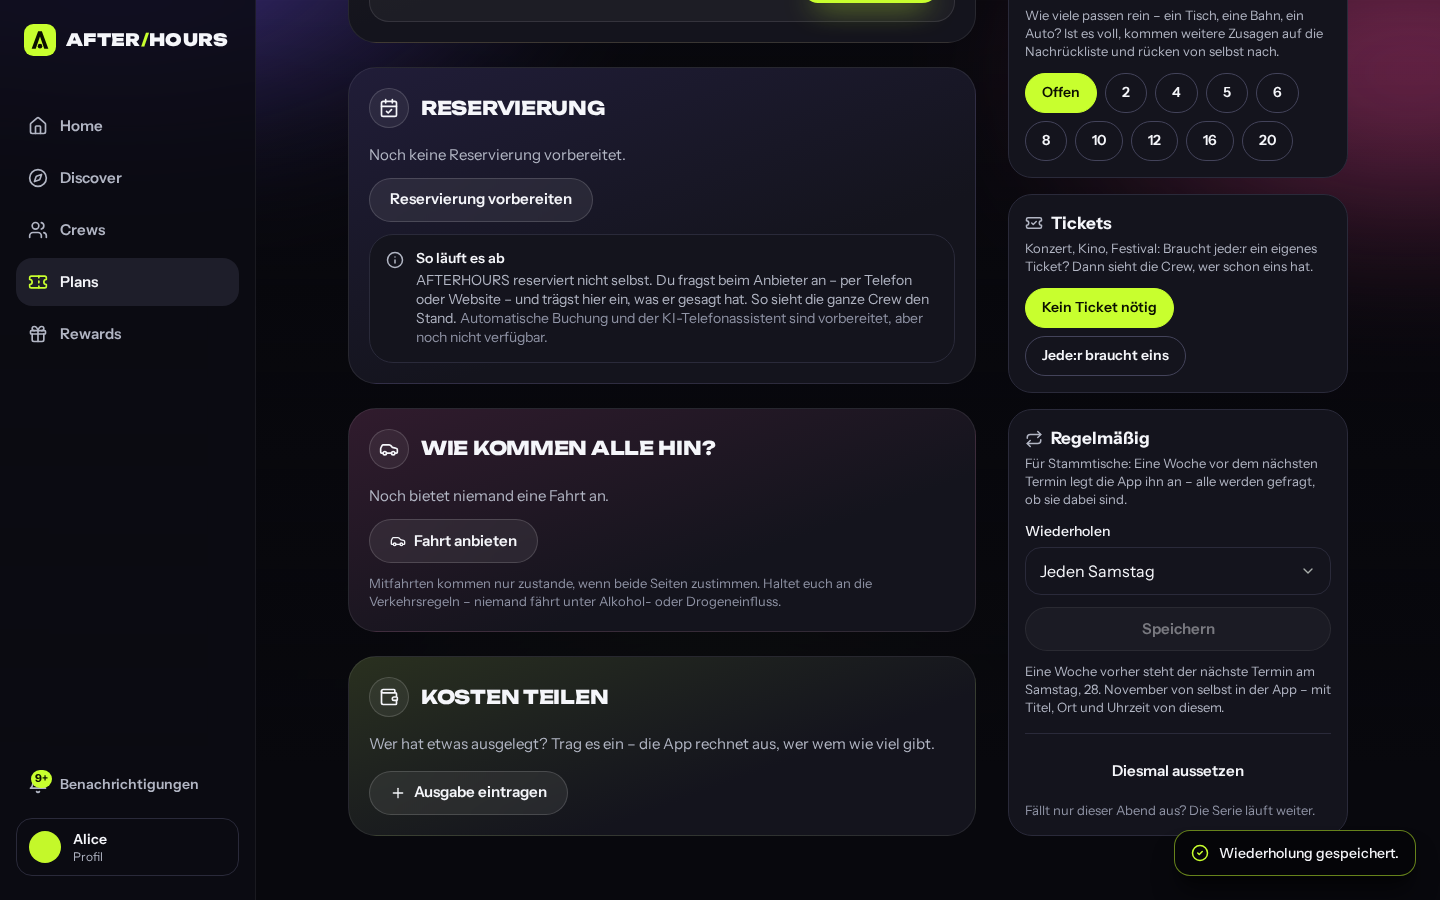 AFTER/HOURS
Home
Discover
Crews
Plans
Rewards
9+
Benachrichtigungen
Alice
Profil
RESERVIERUNG
Noch keine Reservierung vorbereitet.
Reservierung vorbereiten
So läuft es ab
AFTERHOURS reserviert nicht selbst. Du fragst beim Anbieter an – per Telefon
oder Website – und trägst hier ein, was er gesagt hat. So sieht die ganze Crew den
Stand. Automatische Buchung und der KI-Telefonassistent sind vorbereitet, aber
noch nicht verfügbar.
WIE KOMMEN ALLE HIN?
Noch bietet niemand eine Fahrt an.
Fahrt anbieten
Mitfahrten kommen nur zustande, wenn beide Seiten zustimmen. Haltet euch an die
Verkehrsregeln – niemand fährt unter Alkohol- oder Drogeneinfluss.
KOSTEN TEILEN
Wer hat etwas ausgelegt? Trag es ein – die App rechnet aus, wer wem wie viel gibt.
Ausgabe eintragen
Wie viele passen rein – ein Tisch, eine Bahn, ein
Auto? Ist es voll, kommen weitere Zusagen auf die
Nachrückliste und rücken von selbst nach.
Offen 2 4 5 6
8 10 12 16 20
Tickets
Konzert, Kino, Festival: Braucht jede:r ein eigenes
Ticket? Dann sieht die Crew, wer schon eins hat.
Kein Ticket nötig
Jede:r braucht eins
Regelmäßig
Für Stammtische: Eine Woche vor dem nächsten
Termin legt die App ihn an – alle werden gefragt,
ob sie dabei sind.
Wiederholen
Jeden Samstag
Speichern
Eine Woche vorher steht der nächste Termin am
Samstag, 28. November von selbst in der App – mit
Titel, Ort und Uhrzeit von diesem.
Diesmal aussetzen
Fällt nur dieser Abend aus? Die Serie läuft weiter.
Wiederholung gespeichert.